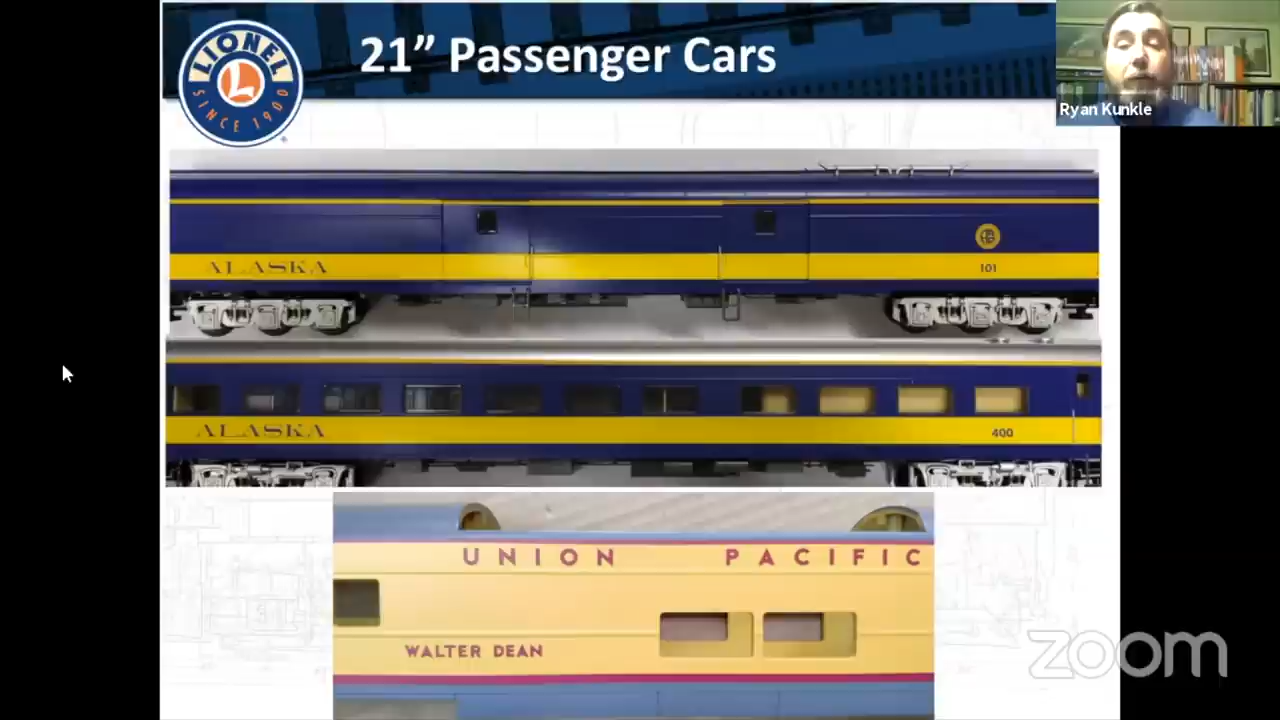 LIONEL
L
SINCE 1900
21” Passenger Cars
Ryan Kunkle
ALASKA
101
ALASKA
400
UNION PACIFIC
WALTER DEAN
zoom